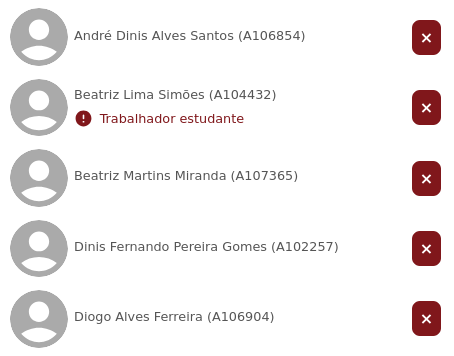 André Dinis Alves Santos (A106854)
Beatriz Lima Simões (A104432)
Trabalhador estudante
Beatriz Martins Miranda (A107365)
Dinis Fernando Pereira Gomes (A102257)
Diogo Alves Ferreira (A106904)